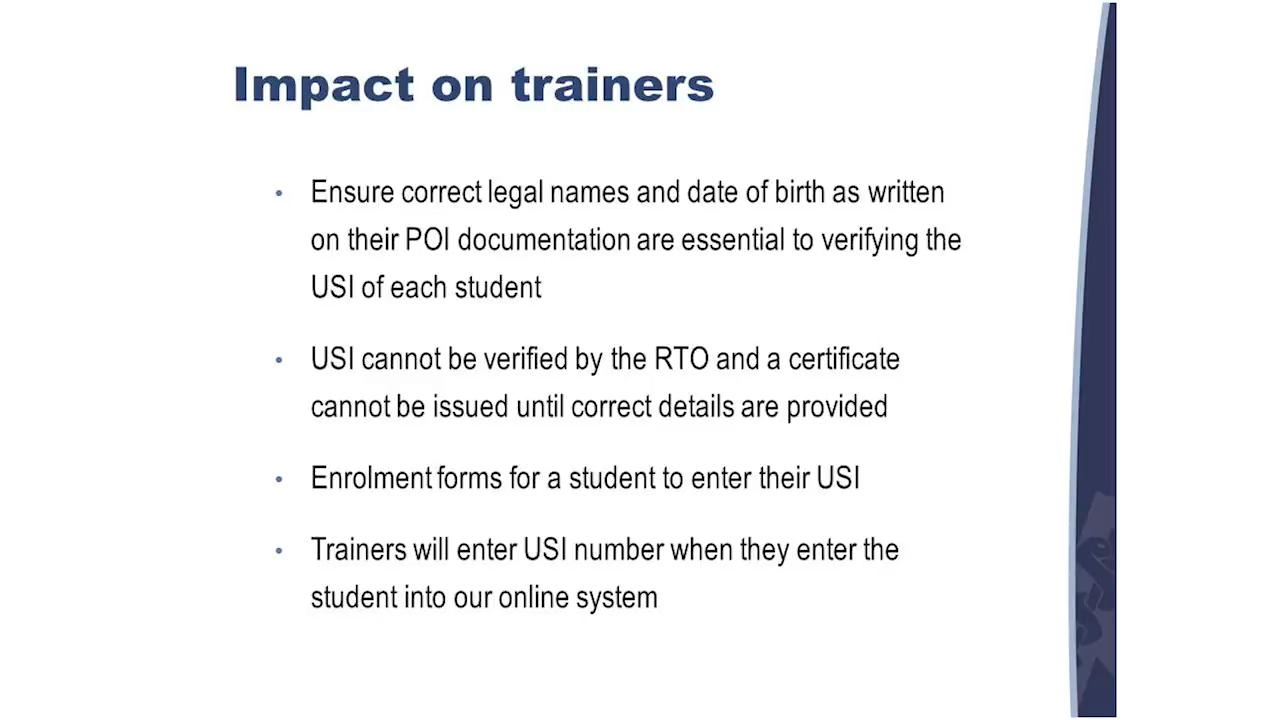 Impact on trainers
• Ensure correct legal names and date of birth as written
on their POI documentation are essential to verifying the
USI of each student
• USI cannot be verified by the RTO and a certificate
cannot be issued until correct details are provided
• Enrolment forms for a student to enter their USI
• Trainers will enter USI number when they enter the
student into our online system